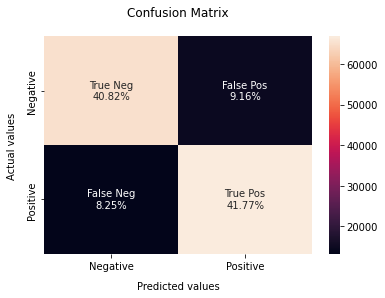 Confusion Matrix
Actual values
Negative
Positive
True Neg
40.82%
False Pos
9.16%
False Neg
8.25%
True Pos
41.77%
Negative
Positive
Predicted values
60000
50000
40000
30000
20000